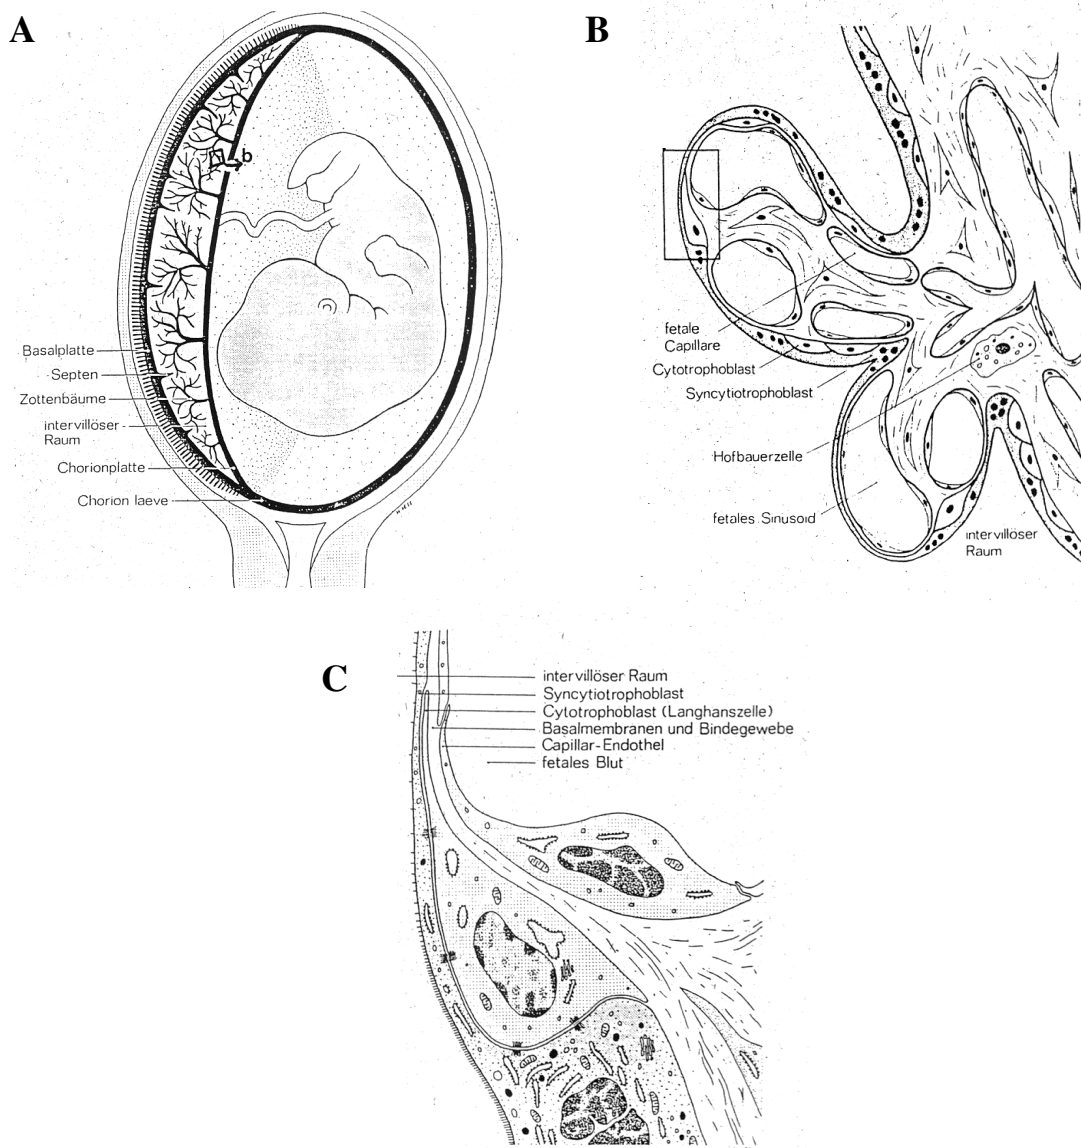 A
b
Basalplatte
Septen
Zottenbäume
intervillöser
Raum
Chorionplatte
Chorion laeve
B
fetale
Capillare
Cytotrophoblast
Syncytiotrophoblast
Hofbauerzelle
fetales Sinusoid
intervillöser
Raum
C
intervillöser Raum
Syncytiotrophoblast
Cytotrophoblast (Langhanszelle)
Basalmembranen und Bindegewebe
Capillar-Endothel
fetales Blut